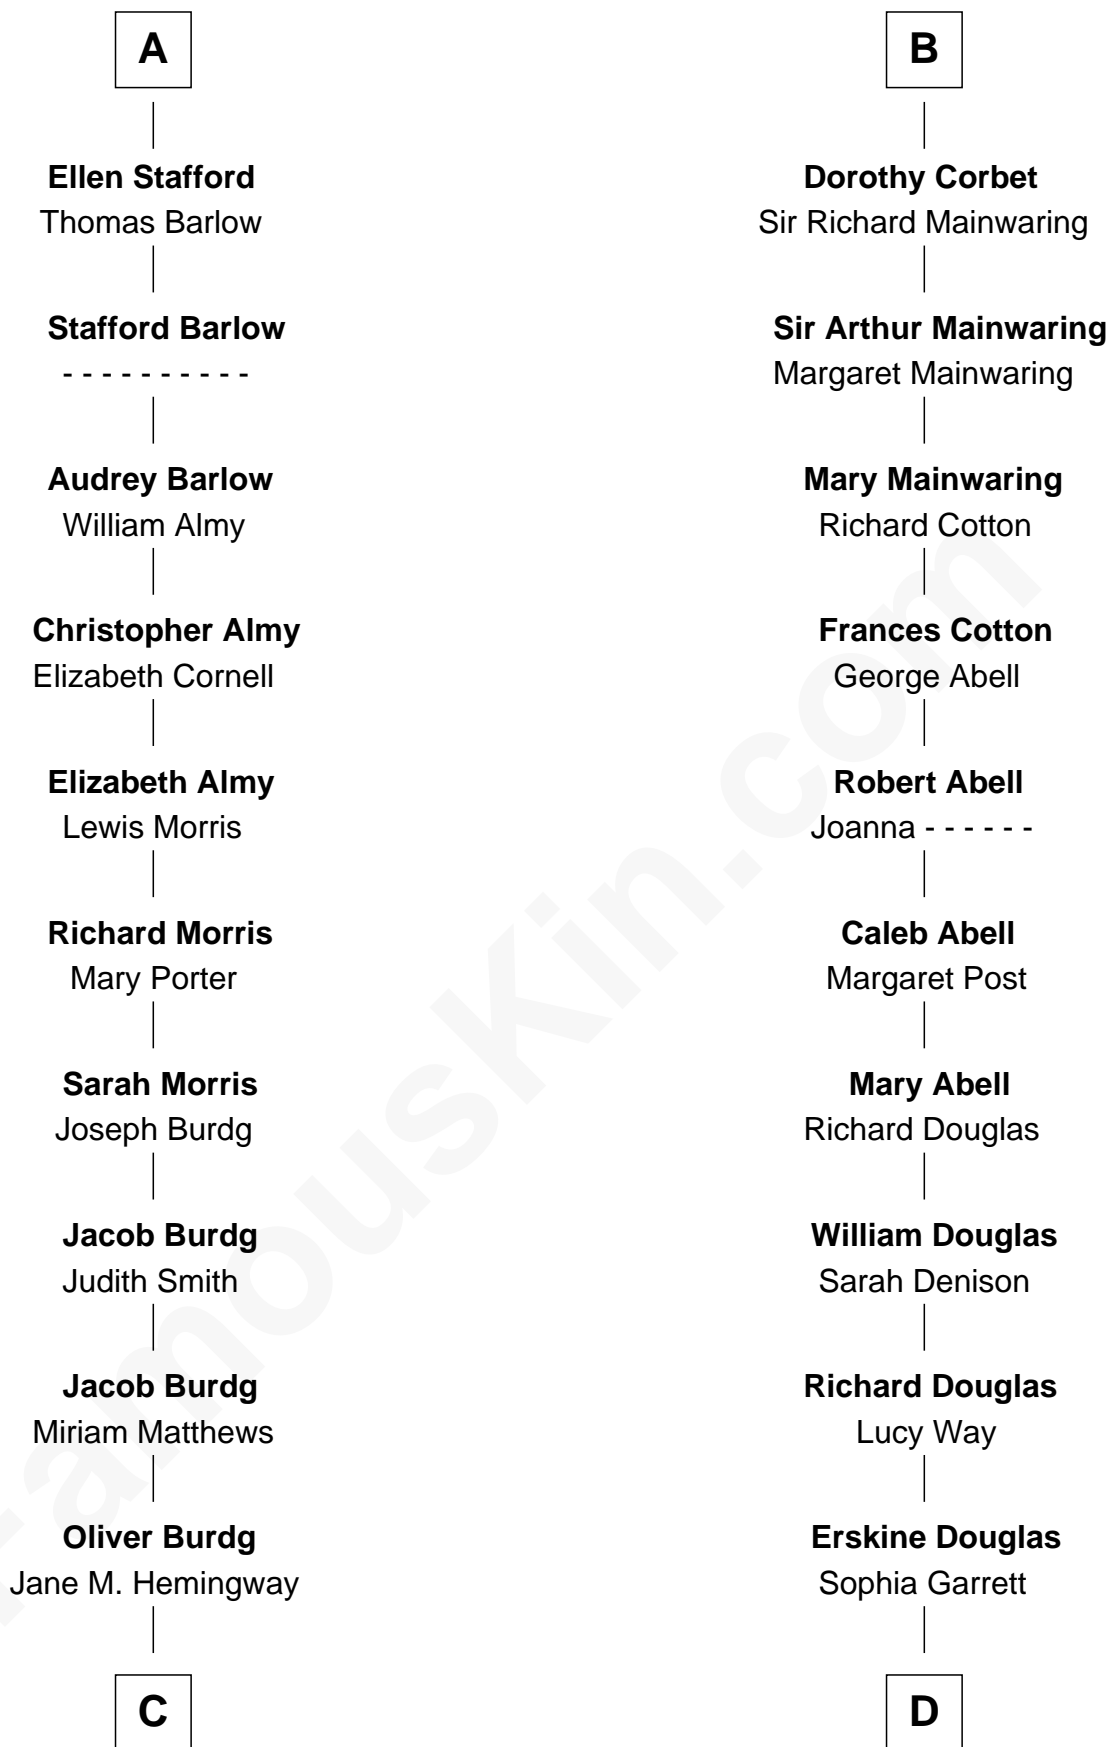 A
Ellen Stafford
Thomas Barlow
Stafford Barlow
- - - - - - - - - -
Audrey Barlow
William Almy
Christopher Almy
Elizabeth Cornell
Elizabeth Almy
Lewis Morris
Richard Morris
Mary Porter
Sarah Morris
Joseph Burdg
Jacob Burdg
Judith Smith
Jacob Burdg
Miriam Matthews
Oliver Burdg
Jane M. Hemingway
C
B
Dorothy Corbet
Sir Richard Mainwaring
Sir Arthur Mainwaring
Margaret Mainwaring
Mary Mainwaring
Richard Cotton
Frances Cotton
George Abell
Robert Abell
Joanna - - - - - -
Caleb Abell
Margaret Post
Mary Abell
Richard Douglas
William Douglas
Sarah Denison
Richard Douglas
Lucy Way
Erskine Douglas
Sophia Garrett
D
FamousKin.com